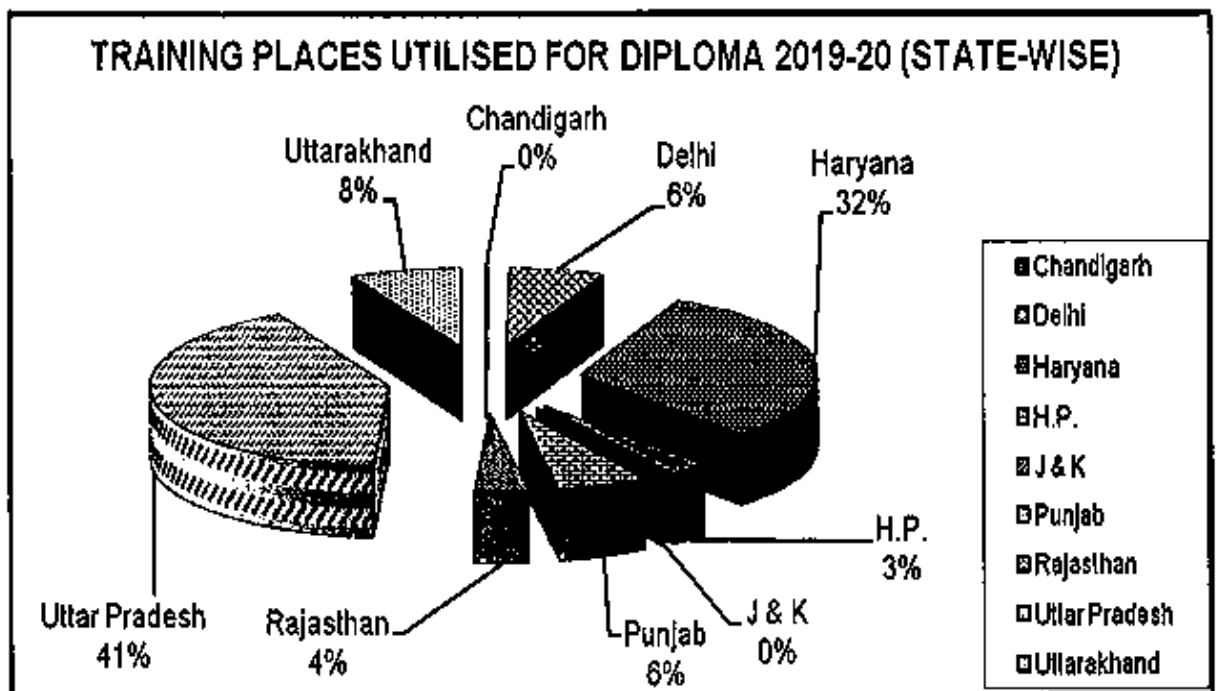 TRAINING PLACES UTILISED FOR DIPLOMA 2019-20 (STATE-WISE)
Chandigarh
0%
Delhi
6%
Haryana
32%
H.P.
3%
J & K
0%
Punjab
6%
Rajasthan
4%
Uttar Pradesh
41%
Uttarakhand
8%
Chandigarh
Delhi
Haryana
H.P.
J & K
Punjab
Rajasthan
Uttar Pradesh
Uttarakhand